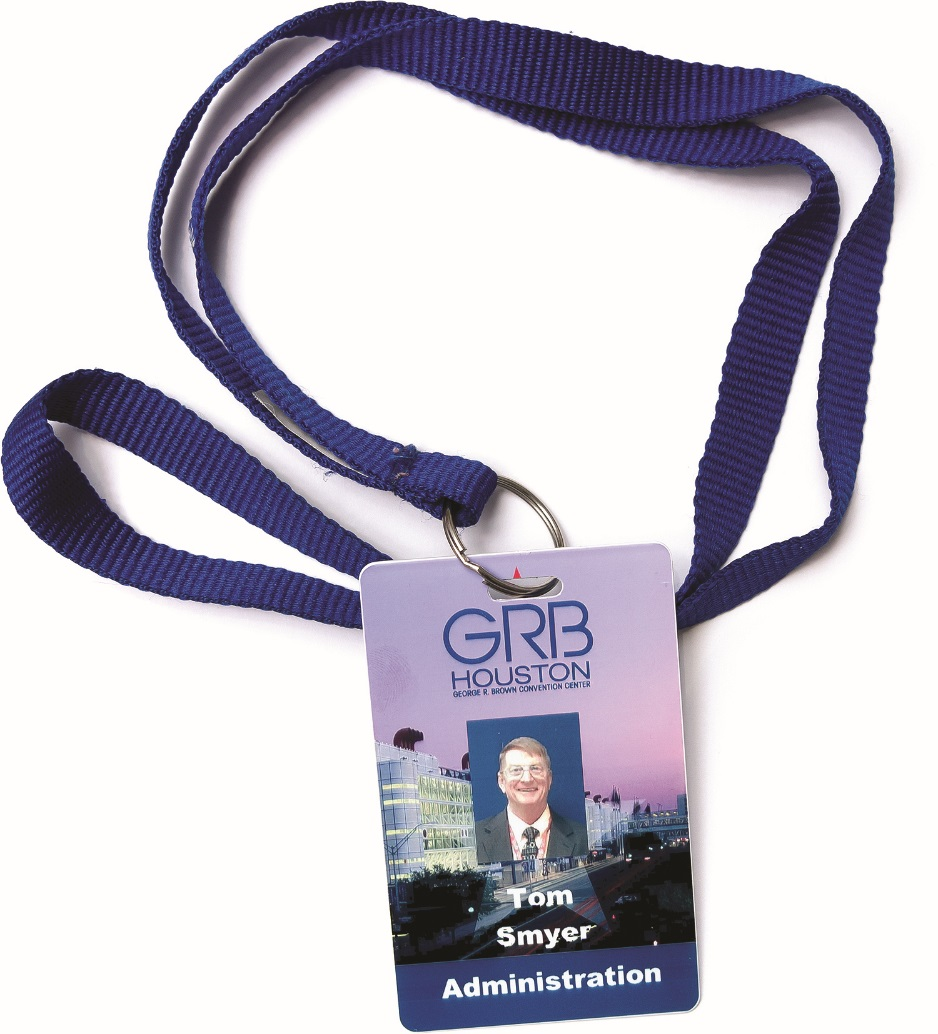 GRB
HOUSTON
GEORGE R. BROWN CONVENTION CENTER
Tom
Smyer
Administration